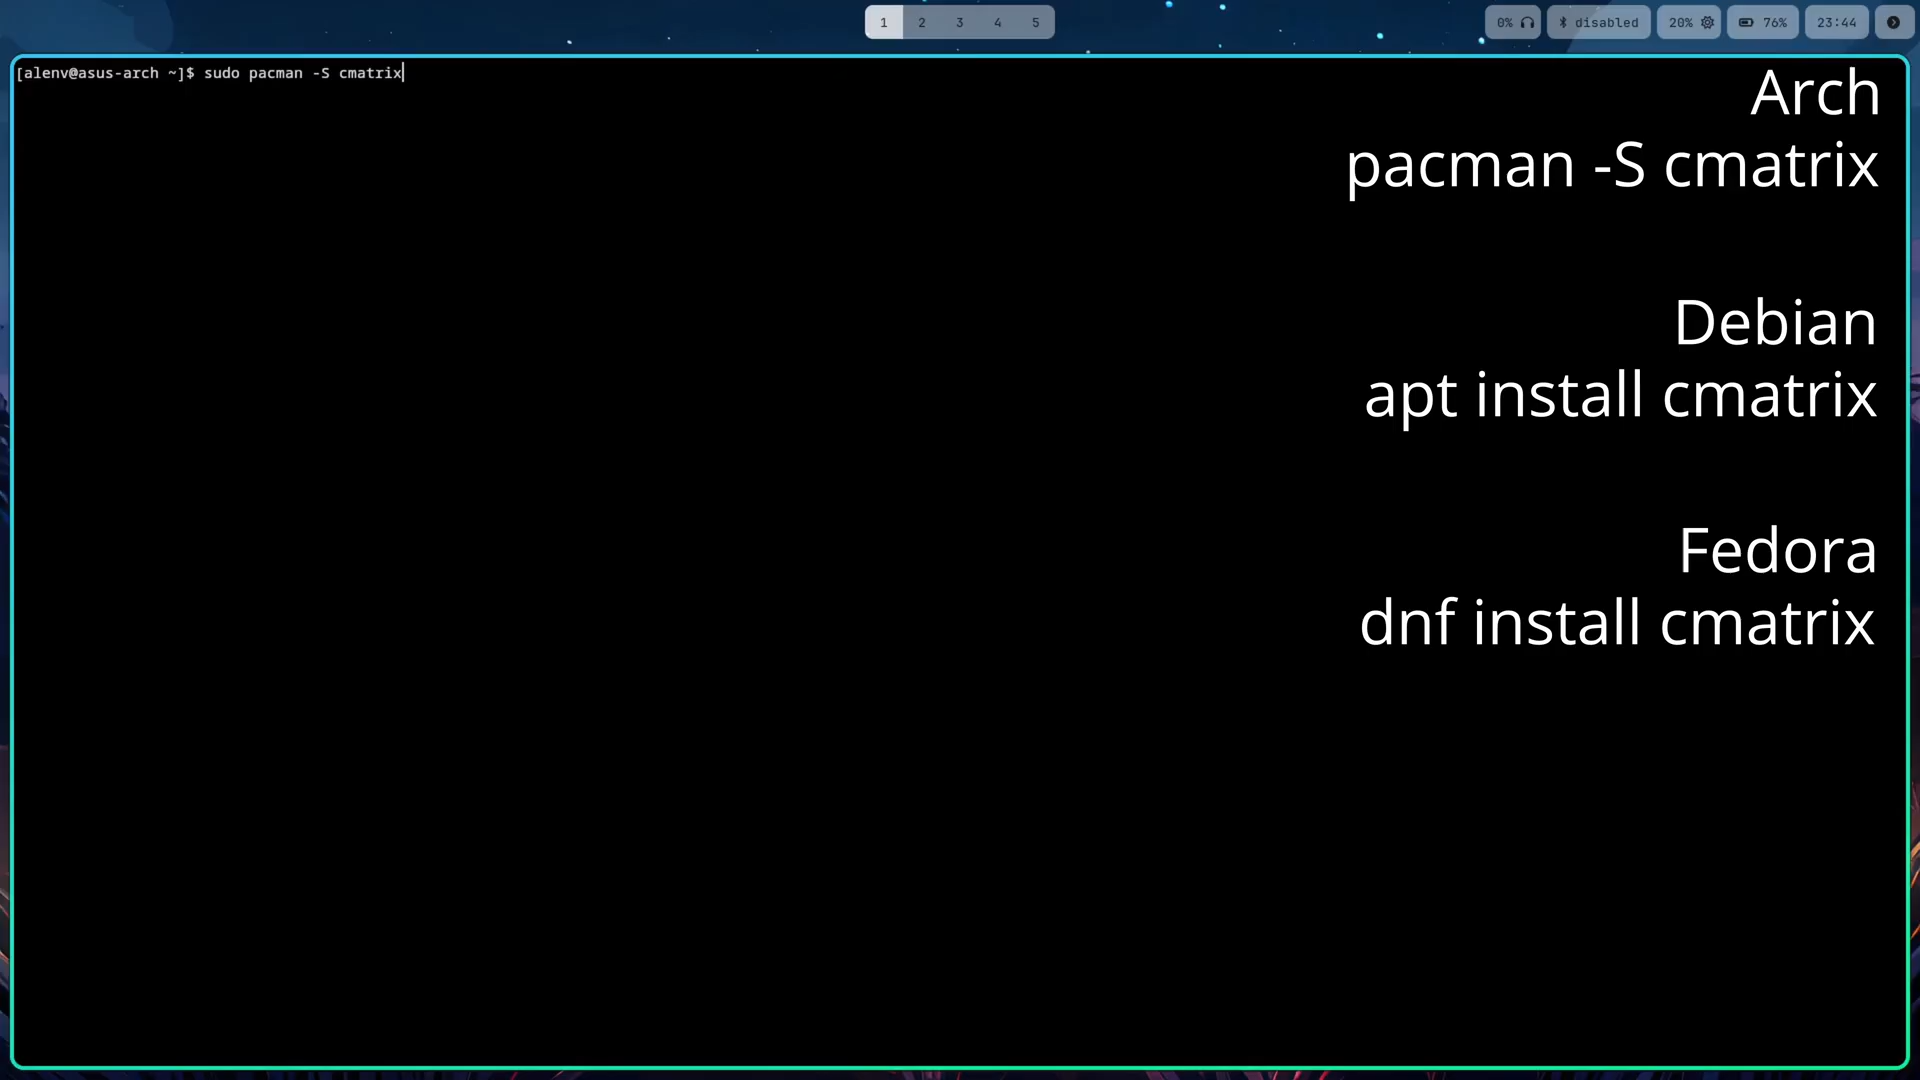 1 2 3 4 5
0% disabled 20% 76% 23:44
[alenv@asus-arch ~]$ sudo pacman -S cmatrix
Arch
pacman -S cmatrix
Debian
apt install cmatrix
Fedora
dnf install cmatrix